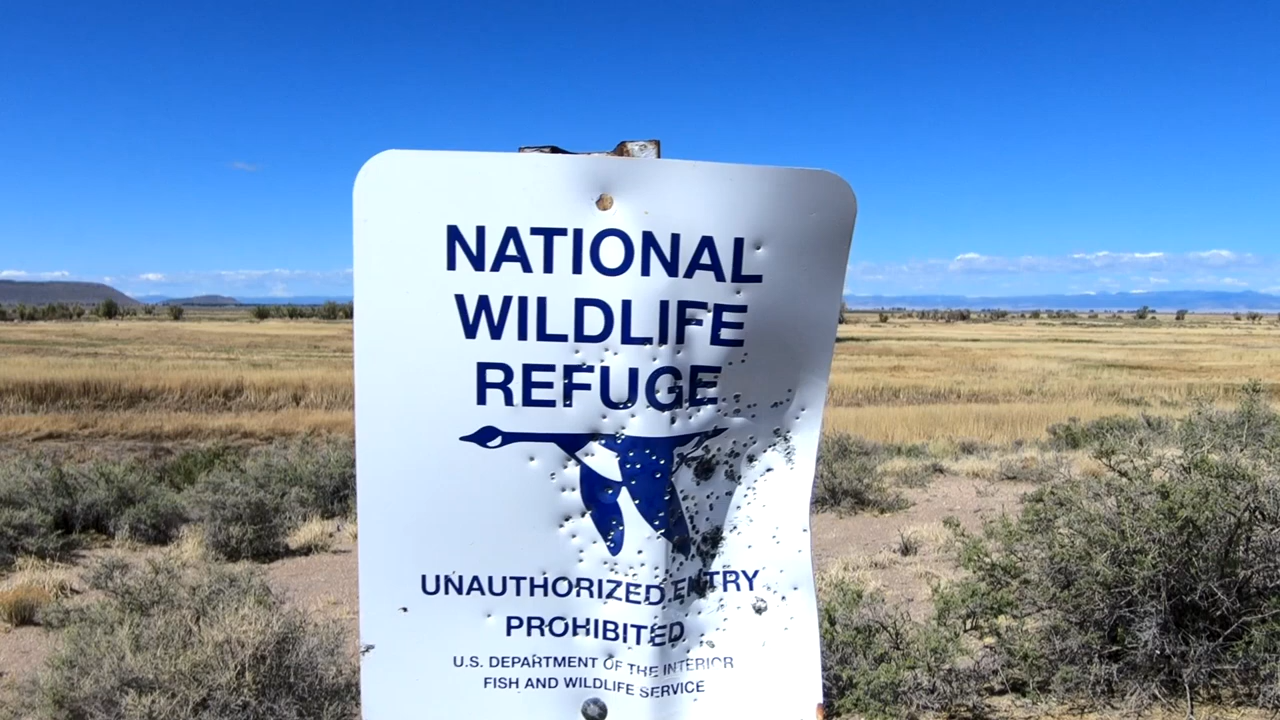 NATIONAL
WILDLIFE
REFUGE
UNAUTHORIZED ENTRY
PROHIBITED
U.S. DEPARTMENT OF THE INTERIOR
FISH AND WILDLIFE SERVICE